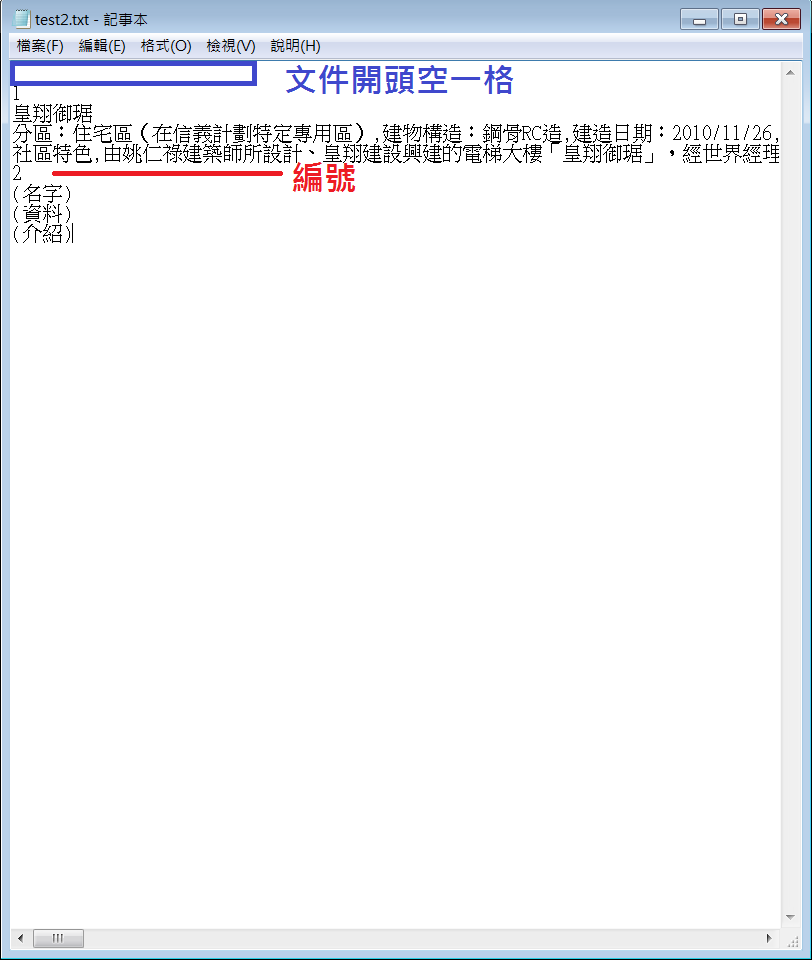 test2.txt - 記事本
檔案(F) 編輯(E) 格式(O) 檢視(V) 說明(H)
文件開頭空一格
1
皇翔御琚
分區：住宅區（在信義計劃特定專用區）,建物構造：鋼骨RC造,建造日期：2010/11/26,
社區特色,由姚仁祿建築師所設計、皇翔建設興建的電梯大樓「皇翔御琚」，經世界經理
2
編號
(名字)
(資料)
(介紹)